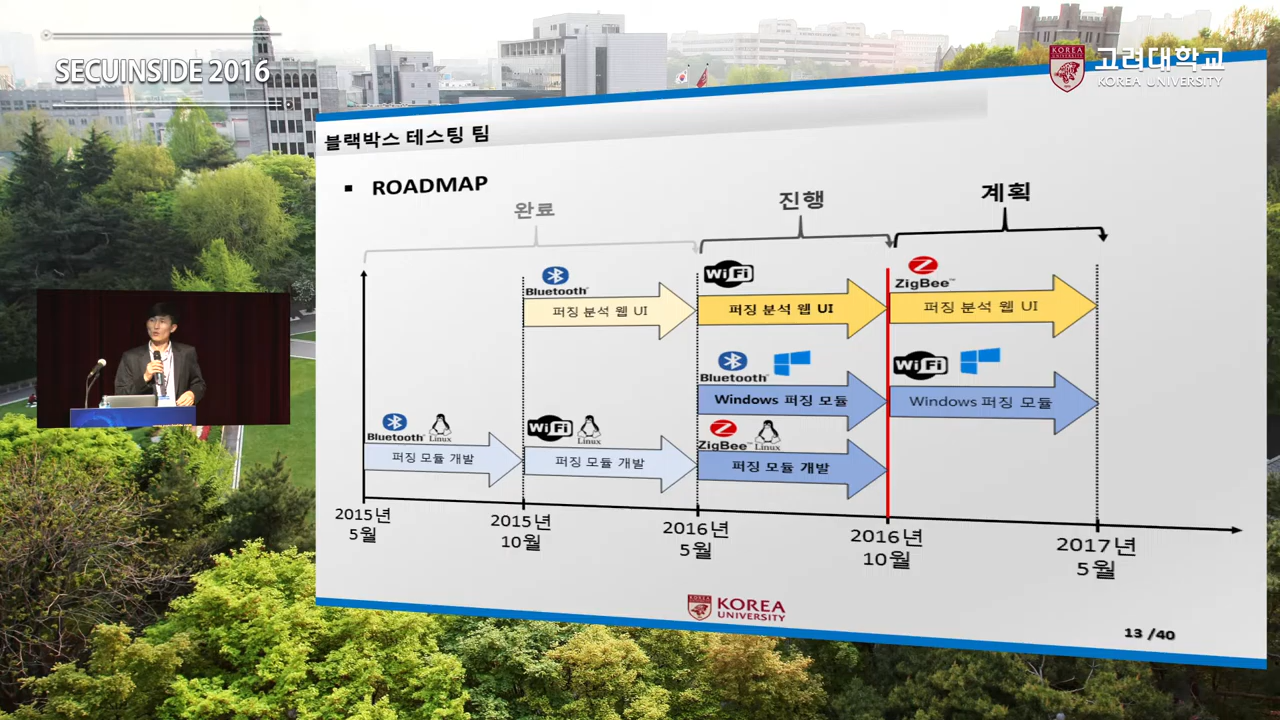 SECUINSIDE 2016
KOREA
고려대학교
KOREA UNIVERSITY
블랙박스 테스팅 팀
▪ ROADMAP
완료
진행
계획
Bluetooth
퍼징 분석 웹 UI
WiFi
퍼징 분석 웹 UI
ZigBee™
퍼징 분석 웹 UI
Bluetooth
Windows 퍼징 모듈
WiFi
Windows 퍼징 모듈
Bluetooth
Linux
퍼징 모듈 개발
WiFi
Linux
퍼징 모듈 개발
ZigBee™
Linux
퍼징 모듈 개발
2015년
5월
2015년
10월
2016년
5월
2016년
10월
2017년
5월
KOREA
UNIVERSITY
13 /40